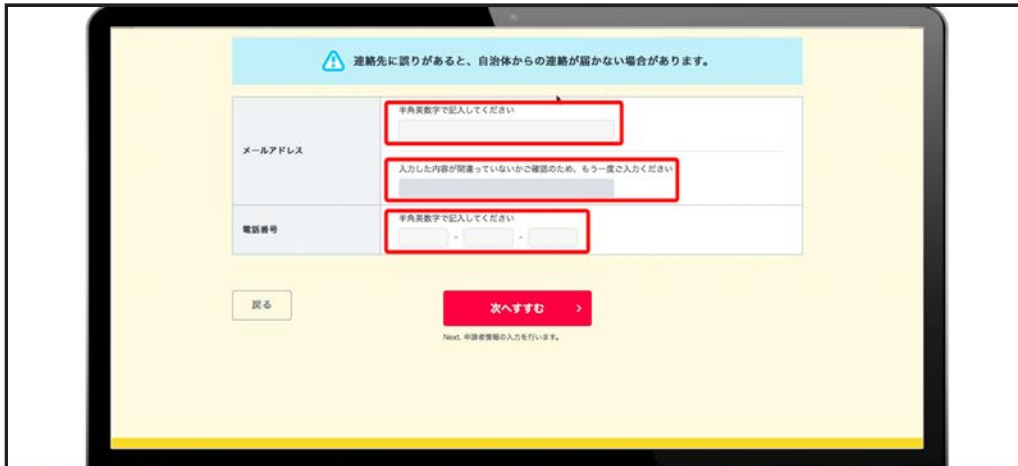 連絡先に誤りがあると、自治体からの連絡が届かない場合があります。
メールアドレス
半角英数字で記入してください
入力した内容が間違っていないかご確認のため、もう一度ご入力ください
電話番号
半角英数字で記入してください
- -
戻る
次へすすむ >
Next. 申請者情報の入力を行います。